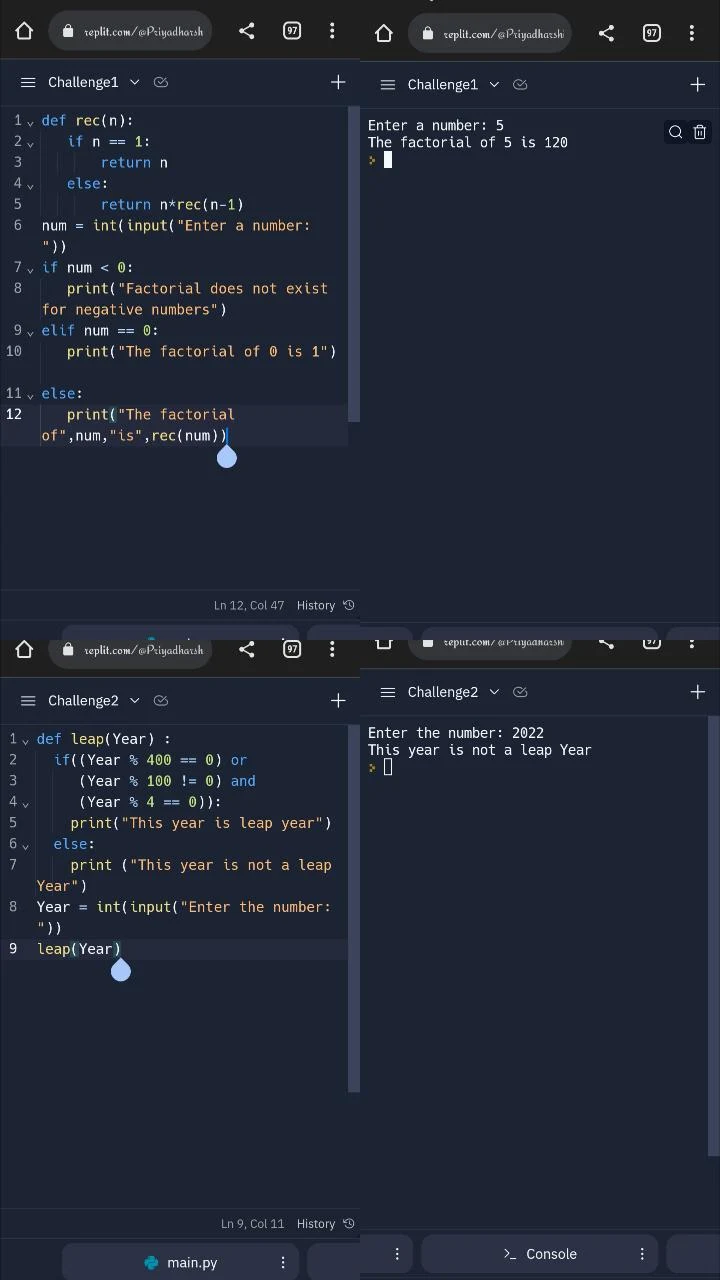 replit.com/@Priyadharsh
97
Challenge1
1 def rec(n):
2 if n == 1:
3 return n
4 else:
5 return n*rec(n-1)
6 num = int(input("Enter a number:
"))
7 if num < 0:
8 print("Factorial does not exist
for negative numbers")
9 elif num == 0:
10 print("The factorial of 0 is 1")
11 else:
12 print("The factorial
of",num,"is",rec(num))
Ln 12, Col 47 History
replit.com/@Priyadharshi
97
Challenge1
Enter a number: 5
The factorial of 5 is 120
replit.com/@Priyadharsh
97
Challenge2
1 def leap(Year) :
2 if((Year % 400 == 0) or
3 (Year % 100 != 0) and
4 (Year % 4 == 0)):
5 print("This year is leap year")
6 else:
7 print ("This year is not a leap
Year")
8 Year = int(input("Enter the number:
"))
9 leap(Year)
Ln 9, Col 11 History
main.py
replit.com/@Priyadharshi
97
Challenge2
Enter the number: 2022
This year is not a leap Year
Console